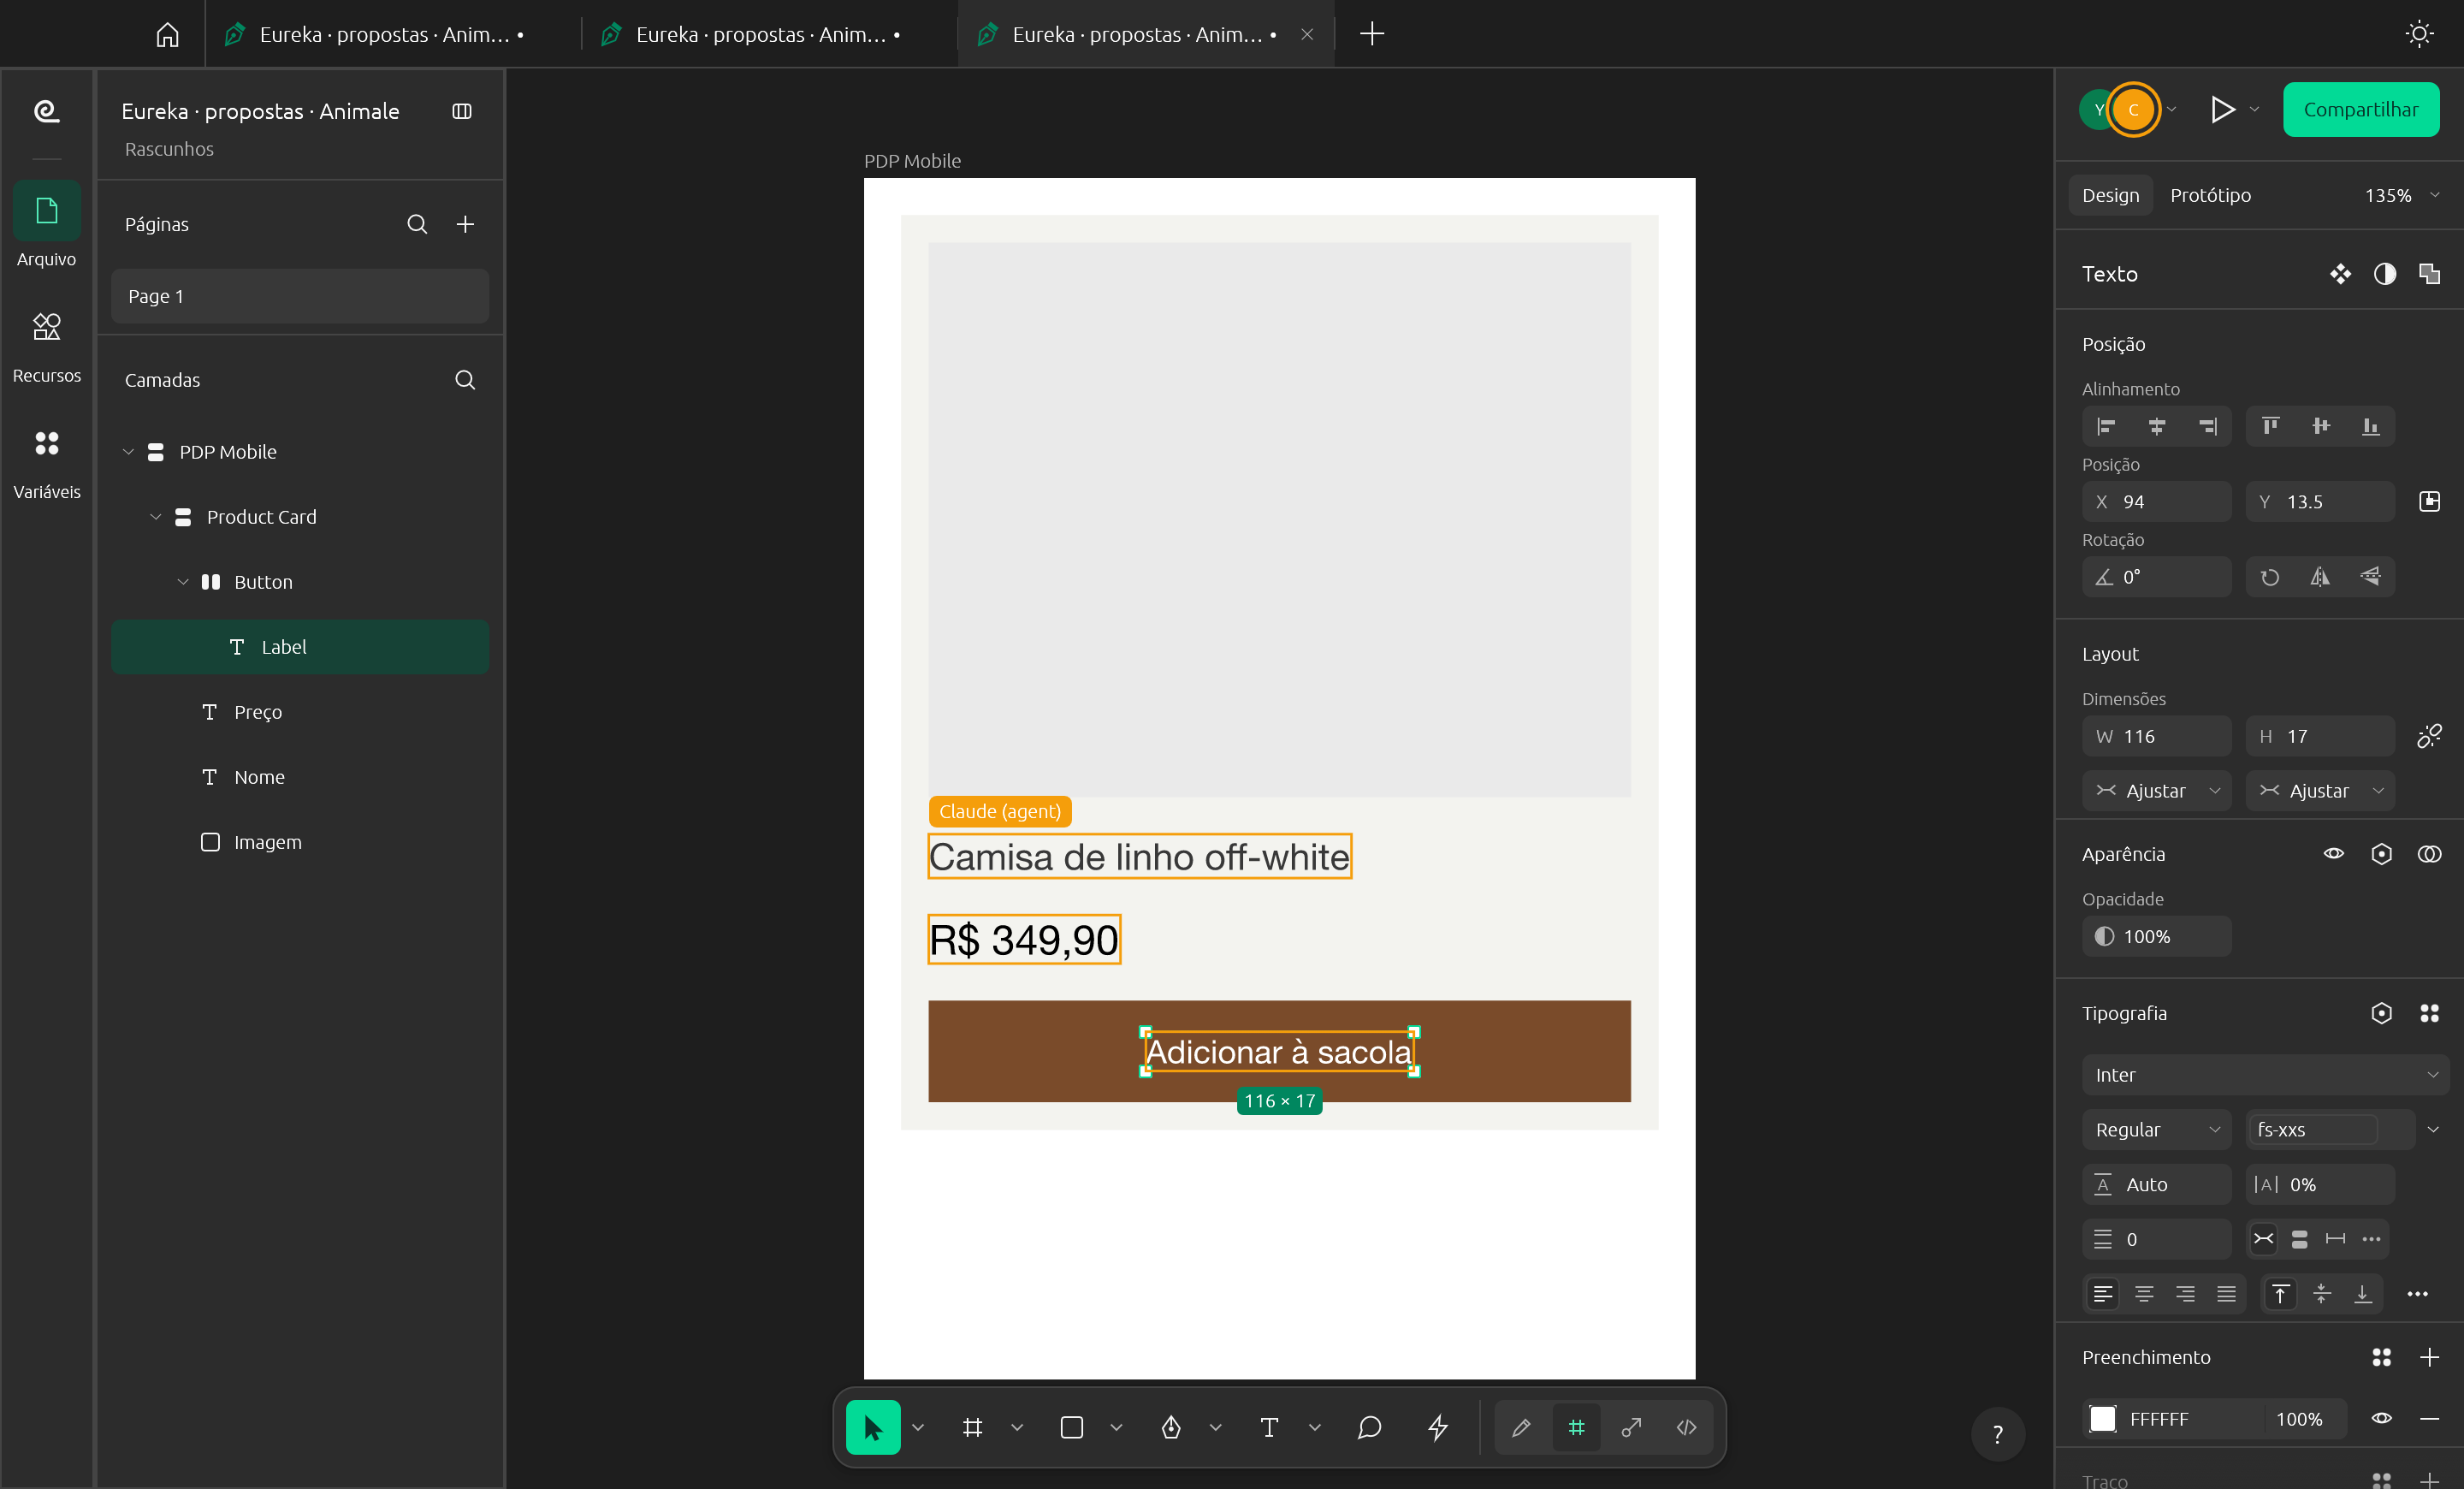 Eureka · propostas · Anim… •
Eureka · propostas · Anim… •
Eureka · propostas · Anim… •
Eureka · propostas · Animale
Rascunhos
Arquivo
Recursos
Variáveis
Páginas
Page 1
Camadas
PDP Mobile
Product Card
Button
Label
Preço
Nome
Imagem
PDP Mobile
Claude (agent)
Camisa de linho off-white
R$ 349,90
Adicionar à sacola
116 × 17
?
Y C
Compartilhar
Design Protótipo 135%
Texto
Posição
Alinhamento
Posição
X 94 Y 13.5
Rotação
0°
Layout
Dimensões
W 116 H 17
Ajustar Ajustar
Aparência
Opacidade
100%
Tipografia
Inter
Regular fs-xxs
Auto 0%
0
Preenchimento
FFFFFF 100%
Traço